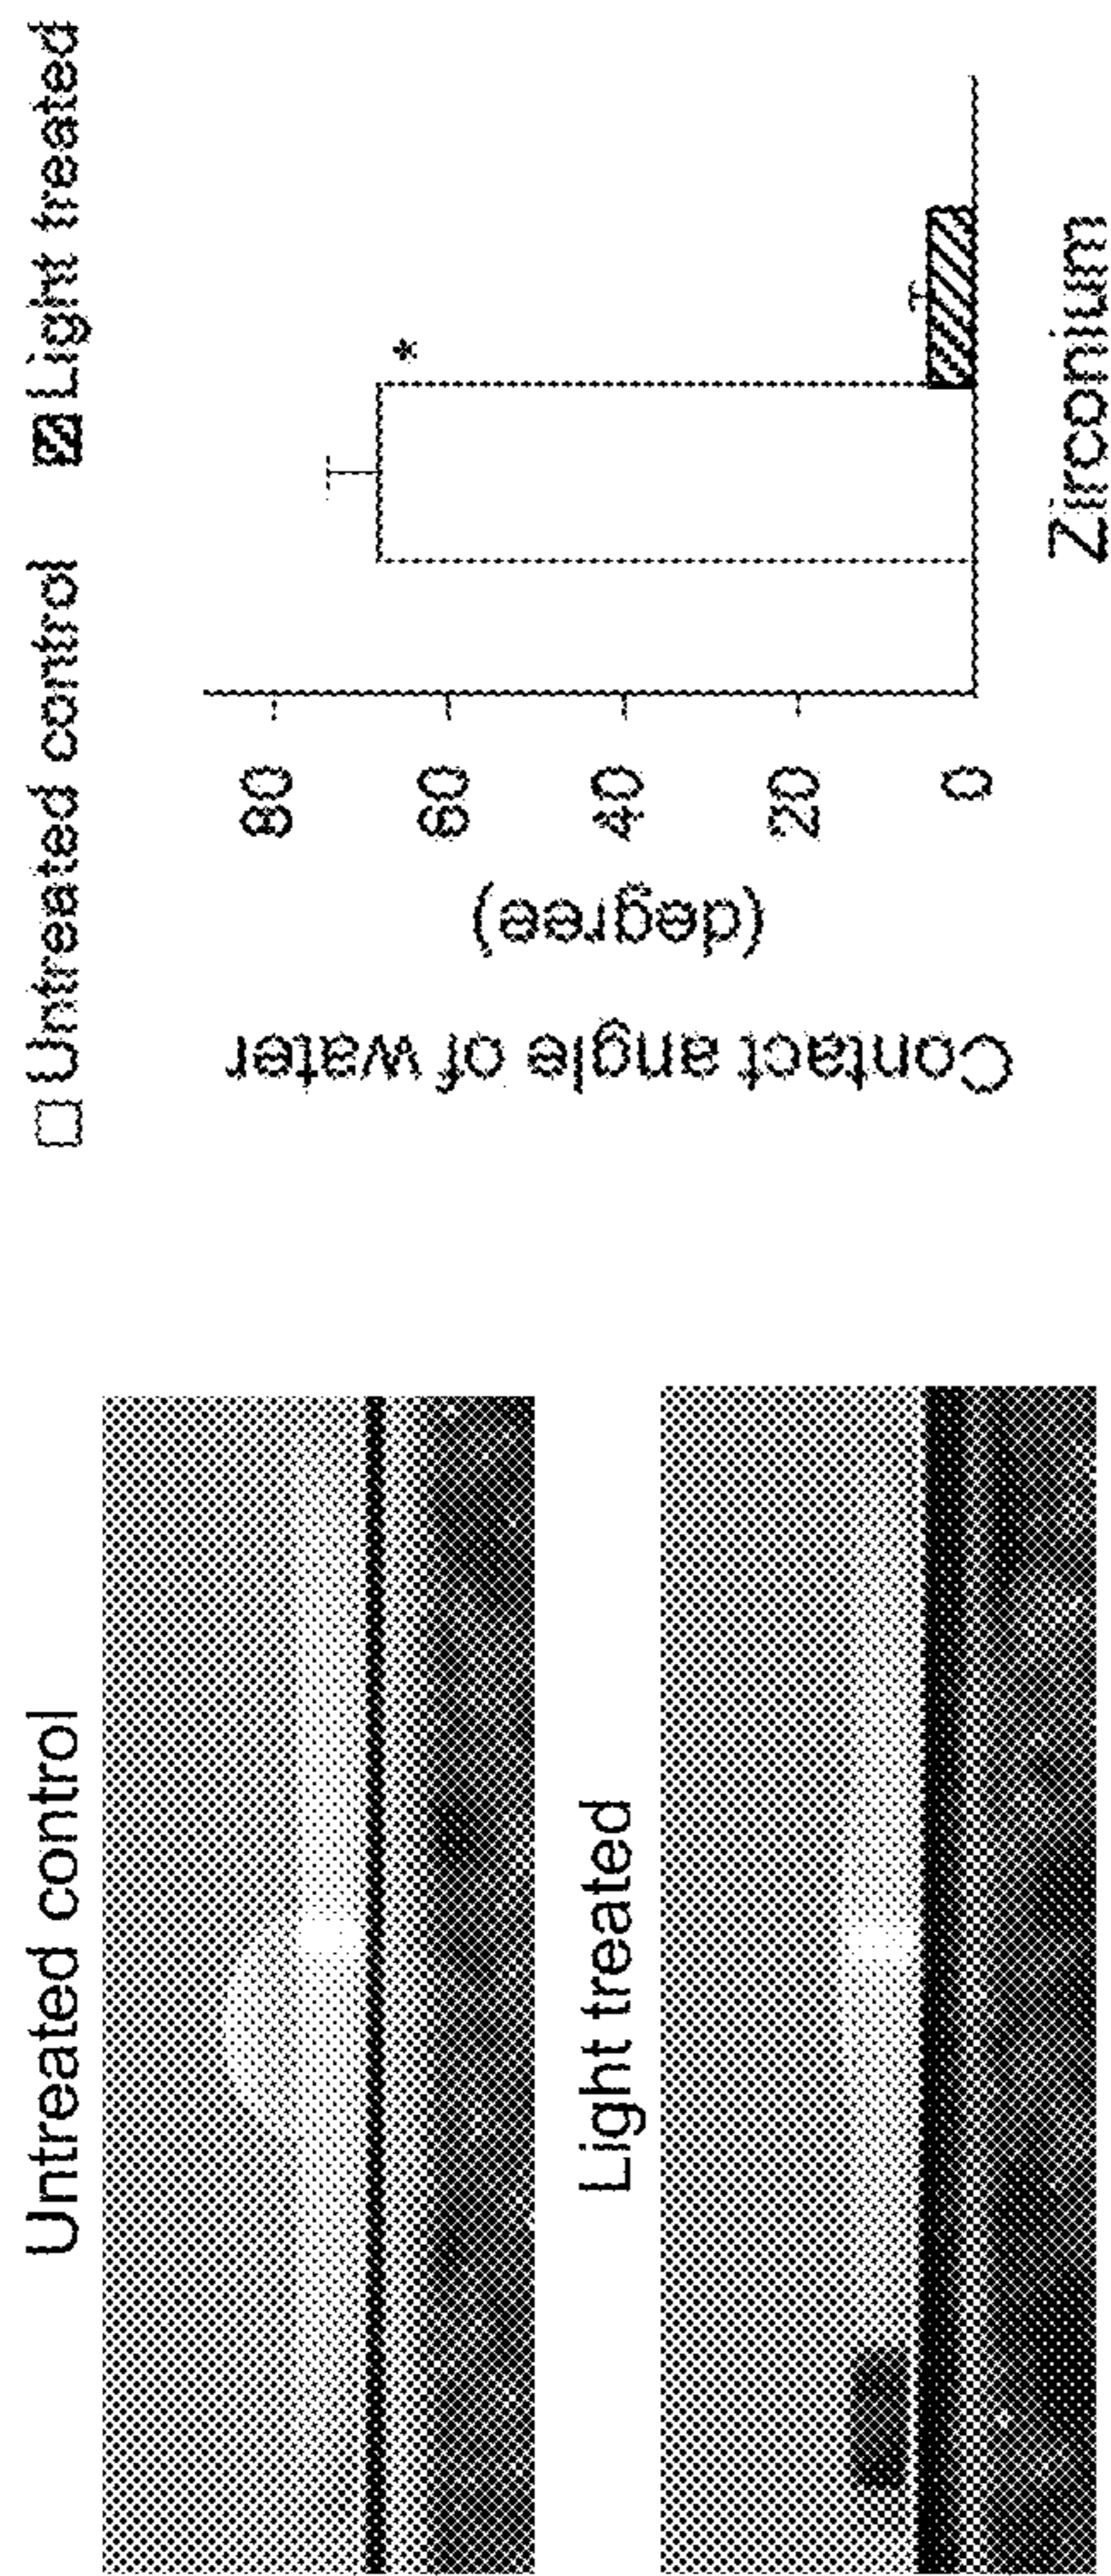 Untreated control
Light treated
Untreated control
Light treated
Contact angle of water
(degree)
80
60
40
20
0
*
Zirconium